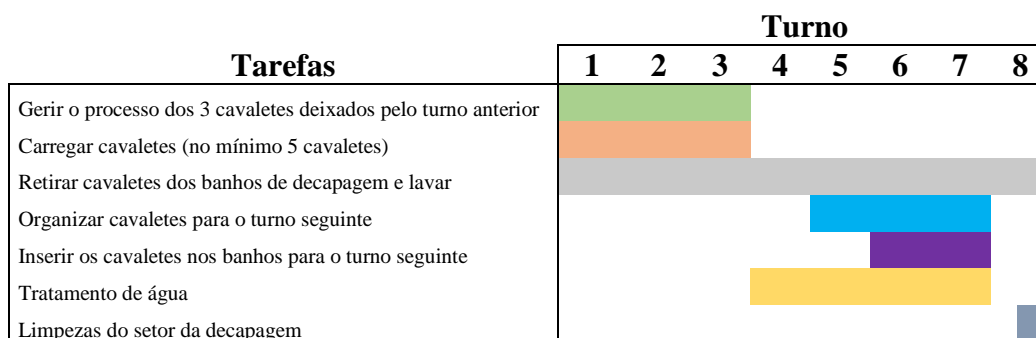 Turno
Tarefas 1 2 3 4 5 6 7 8
Gerir o processo dos 3 cavaletes deixados pelo turno anterior
Carregar cavaletes (no mínimo 5 cavaletes)
Retirar cavaletes dos banhos de decapagem e lavar
Organizar cavaletes para o turno seguinte
Inserir os cavaletes nos banhos para o turno seguinte
Tratamento de água
Limpezas do setor da decapagem